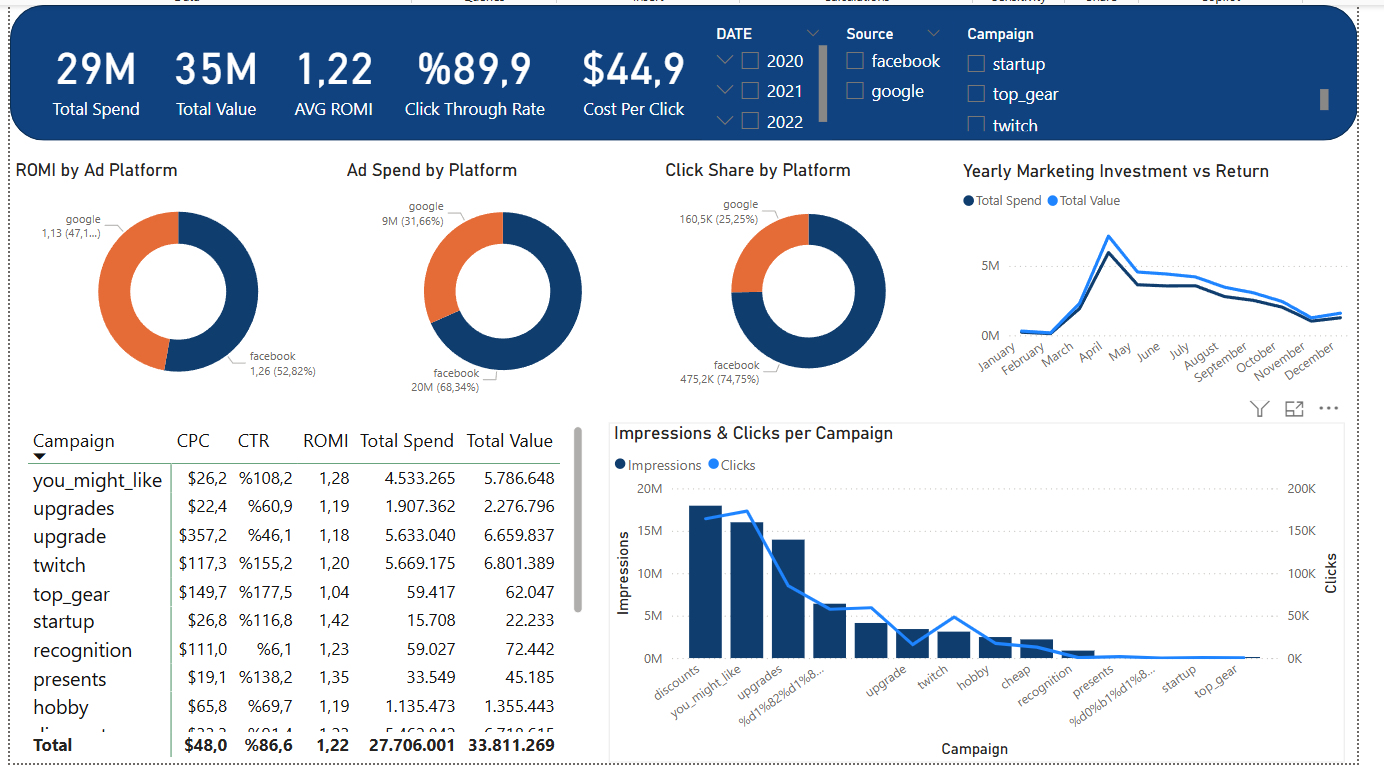 29M
Total Spend
35M
Total Value
1,22
AVG ROMI
%89,9
Click Through Rate
$44,9
Cost Per Click
DATE
2020
2021
2022
Source
facebook
google
Campaign
startup
top_gear
twitch
ROMI by Ad Platform
google
1,13 (47,1...)
facebook
1,26 (52,82%)
Ad Spend by Platform
google
9M (31,66%)
facebook
20M (68,34%)
Click Share by Platform
google
160,5K (25,25%)
facebook
475,2K (74,75%)
Yearly Marketing Investment vs Return
Total Spend Total Value
5M
0M
January
February
March
April
May
June
July
August
September
October
November
December
Campaign CPC CTR ROMI Total Spend Total Value
you_might_like $26,2 %108,2 1,28 4.533.265 5.786.648
upgrades $22,4 %60,9 1,19 1.907.362 2.276.796
upgrade $357,2 %46,1 1,18 5.633.040 6.659.837
twitch $117,3 %155,2 1,20 5.669.175 6.801.389
top_gear $149,7 %177,5 1,04 59.417 62.047
startup $26,8 %116,8 1,42 15.708 22.233
recognition $111,0 %6,1 1,23 59.027 72.442
presents $19,1 %138,2 1,35 33.549 45.185
hobby $65,8 %69,7 1,19 1.135.473 1.355.443
Total $48,0 %86,6 1,22 27.706.001 33.811.269
Impressions & Clicks per Campaign
Impressions Clicks
20M
15M
10M
5M
0M
Impressions
200K
150K
100K
50K
0K
Clicks
discounts
you_might_like
upgrades
%d1%82%d1%8...
upgrade
twitch
hobby
cheap
recognition
presents
%d0%b1%d1%8...
startup
top_gear
Campaign